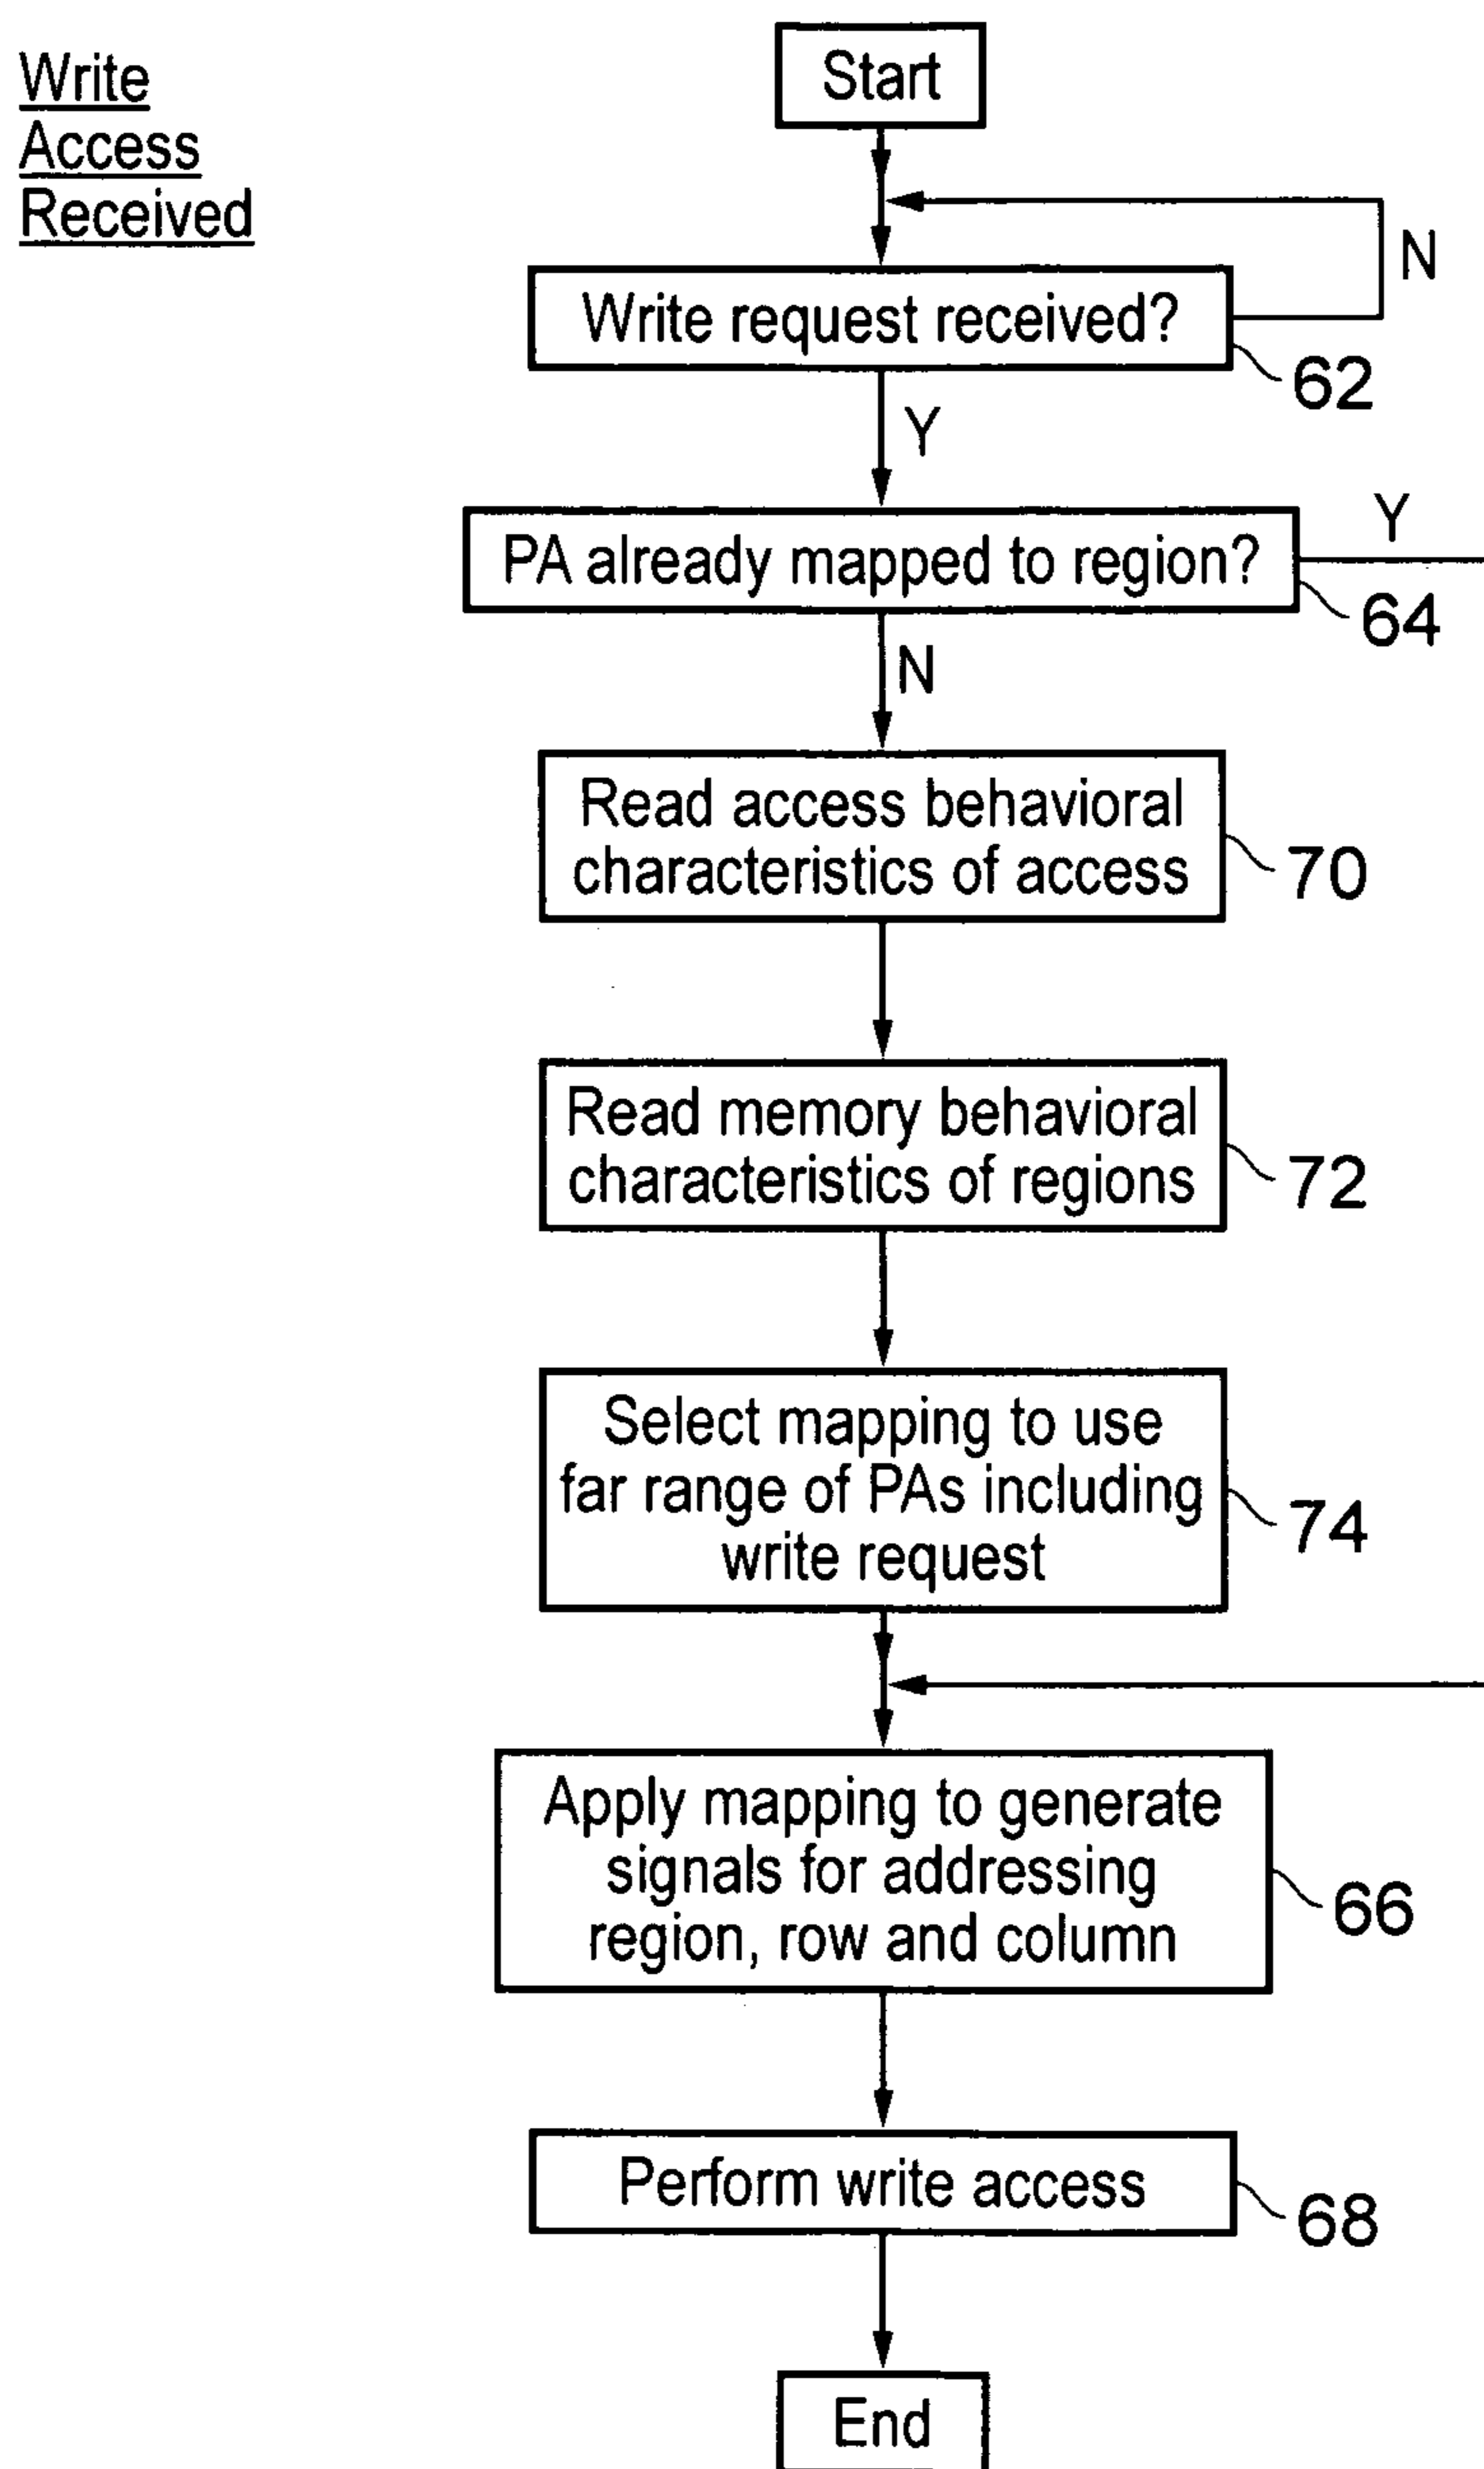 Write
Access
Received
Start
N
Write request received?
62
Y
Y
PA already mapped to region?
64
N
Read access behavioral
characteristics of access
70
Read memory behavioral
characteristics of regions
72
Select mapping to use
far range of PAs including
write request
74
Apply mapping to generate
signals for addressing
region, row and column
66
Perform write access
68
End